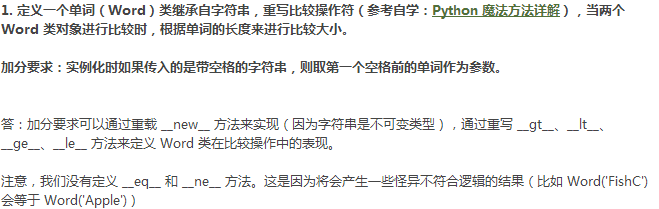 1. 定义一个单词（Word）类继承自字符串，重写比较操作符（参考自学：Python 魔法方法详解），当两个
Word 类对象进行比较时，根据单词的长度来进行比较大小。
加分要求：实例化时如果传入的是带空格的字符串，则取第一个空格前的单词作为参数。
答：加分要求可以通过重载 __new__ 方法来实现（因为字符串是不可变类型），通过重写 __gt__、__lt__、
__ge__、__le__ 方法来定义 Word 类在比较操作中的表现。
注意，我们没有定义 __eq__ 和 __ne__ 方法。这是因为将会产生一些怪异不符合逻辑的结果（比如 Word('FishC')
会等于 Word('Apple')）